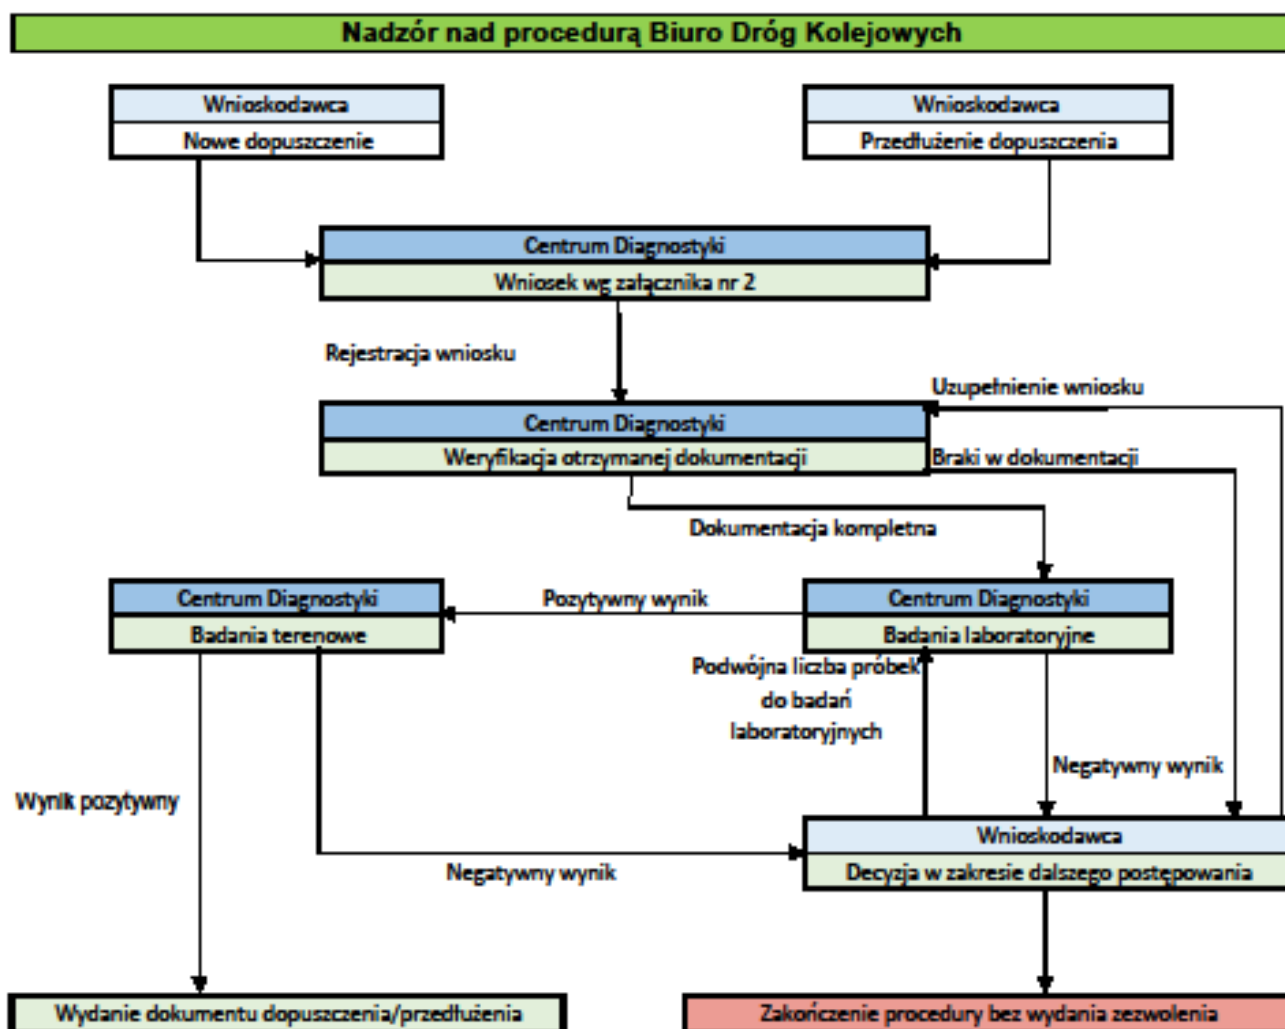 Nadzór nad procedurą Biuro Dróg Kolejowych
Wnioskodawca
Nowe dopuszczenie
Wnioskodawca
Przedłużenie dopuszczenia
Centrum Diagnostyki
Wniosek wg załącznika nr 2
Rejestracja wniosku
Uzupełnienie wniosku
Centrum Diagnostyki
Weryfikacja otrzymanej dokumentacji
Braki w dokumentacji
Dokumentacja kompletna
Centrum Diagnostyki
Badania terenowe
Pozytywny wynik
Centrum Diagnostyki
Badania laboratoryjne
Podwójna liczba próbek
do badań
laboratoryjnych
Negatywny wynik
Wynik pozytywny
Wnioskodawca
Decyzja w zakresie dalszego postępowania
Negatywny wynik
Wydanie dokumentu dopuszczenia/przedłużenia
Zakończenie procedury bez wydania zezwolenia